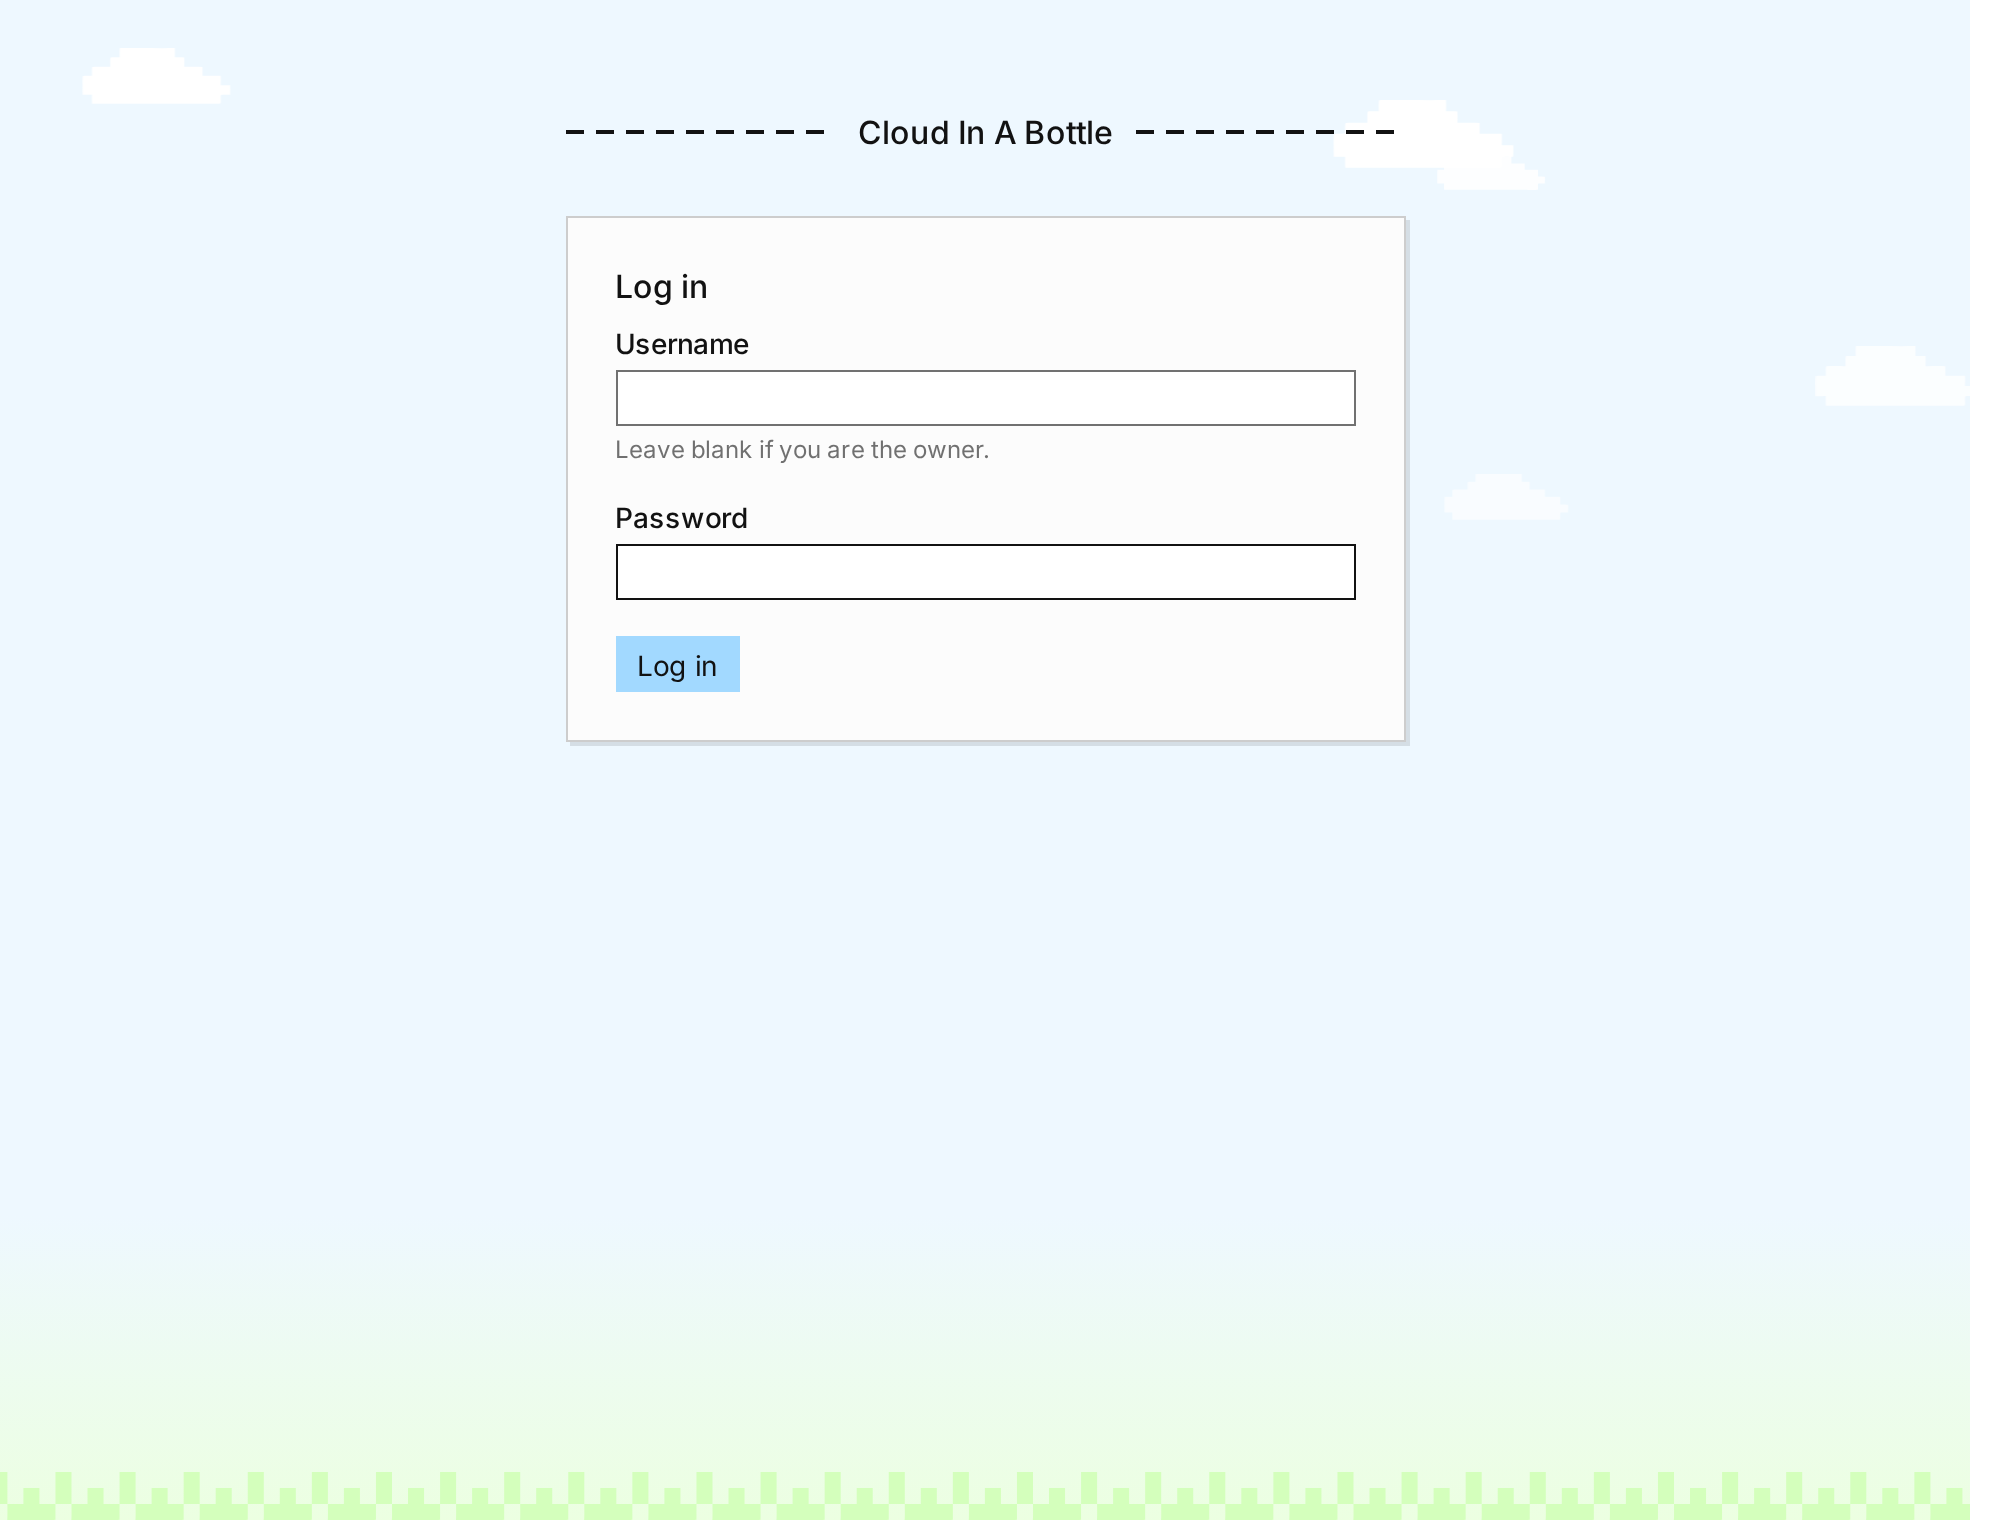 Cloud In A Bottle
Log in
Username
Leave blank if you are the owner.
Password
Log in